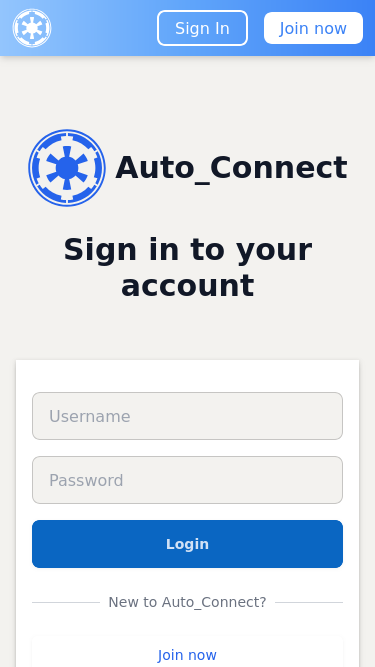 Sign In
Join now
Auto_Connect
Sign in to your
account
Username
Password
Login
New to Auto_Connect?
Join now